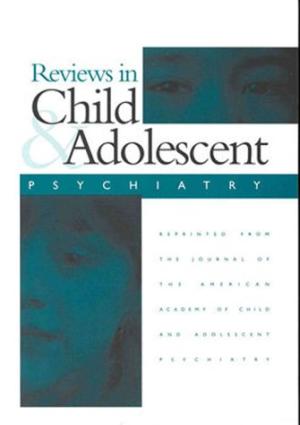 Reviews in
Child
& Adolescent
PSYCHIATRY
REPRINTED FROM
THE JOURNAL OF
THE AMERICAN
ACADEMY OF CHILD
AND ADOLESCENT
PSYCHIATRY